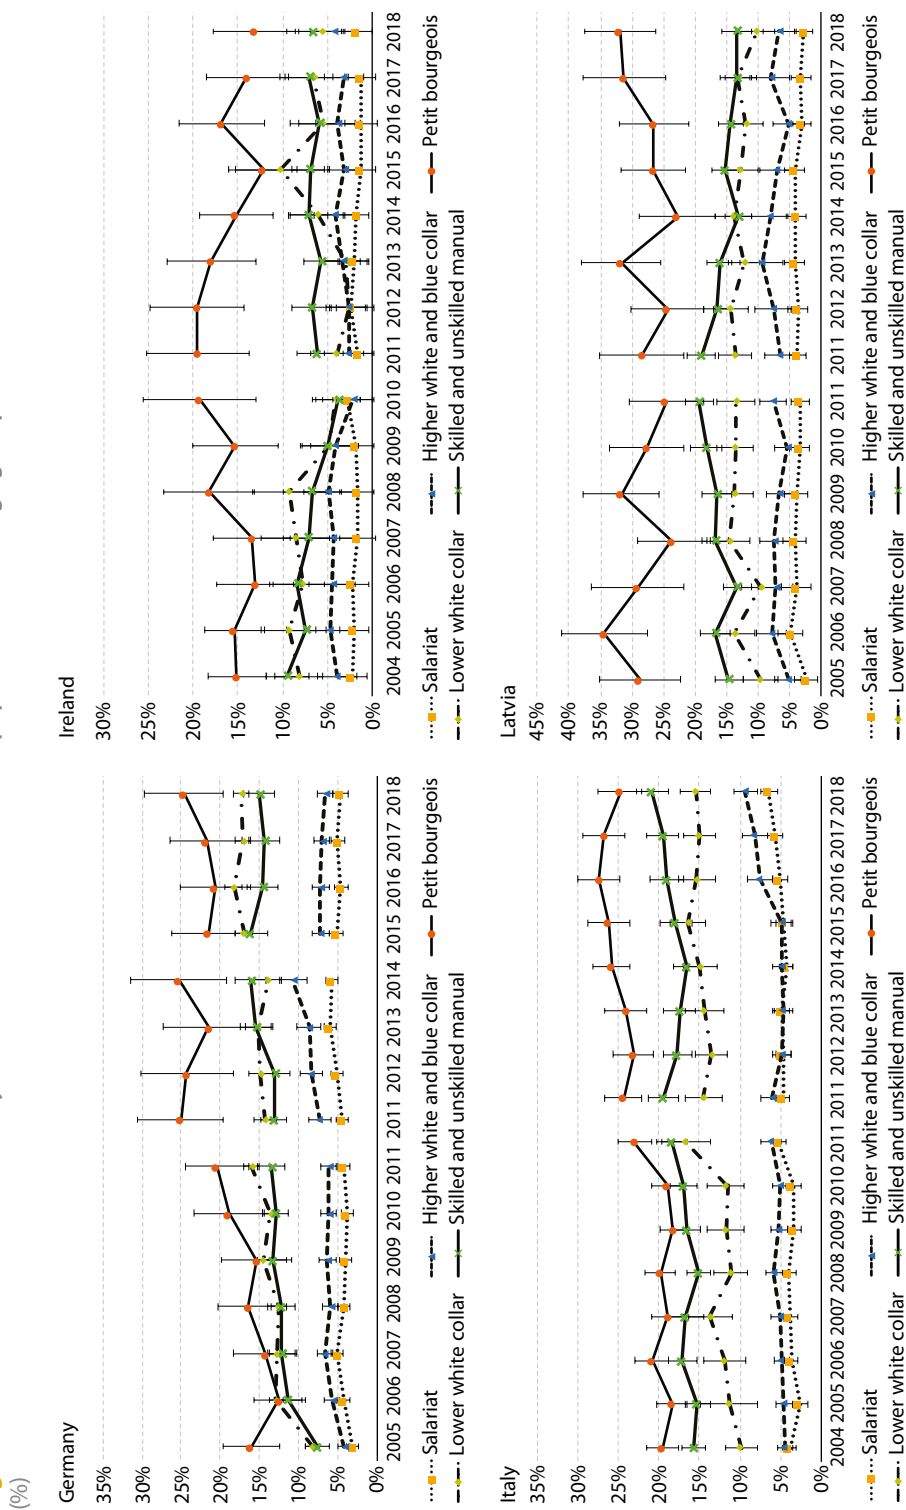 (%)
Germany
35%
30%
25%
20%
15%
10%
5%
0%
2005 2006 2007 2008 2009 2010 2011 2011 2012 2013 2014 2015 2016 2017 2018
Salariat
Higher white and blue collar
Petit bourgeois
Lower white collar
Skilled and unskilled manual
Ireland
30%
25%
20%
15%
10%
5%
0%
2004 2005 2006 2007 2008 2009 2010 2011 2012 2013 2014 2015 2016 2017 2018
Salariat
Higher white and blue collar
Petit bourgeois
Lower white collar
Skilled and unskilled manual
Italy
35%
30%
25%
20%
15%
10%
5%
0%
2004 2005 2006 2007 2008 2009 2010 2011 2011 2012 2013 2014 2015 2016 2017 2018
Salariat
Higher white and blue collar
Petit bourgeois
Lower white collar
Skilled and unskilled manual
Latvia
45%
40%
35%
30%
25%
20%
15%
10%
5%
0%
2005 2006 2007 2008 2009 2010 2011 2011 2012 2013 2014 2015 2016 2017 2018
Salariat
Higher white and blue collar
Petit bourgeois
Lower white collar
Skilled and unskilled manual